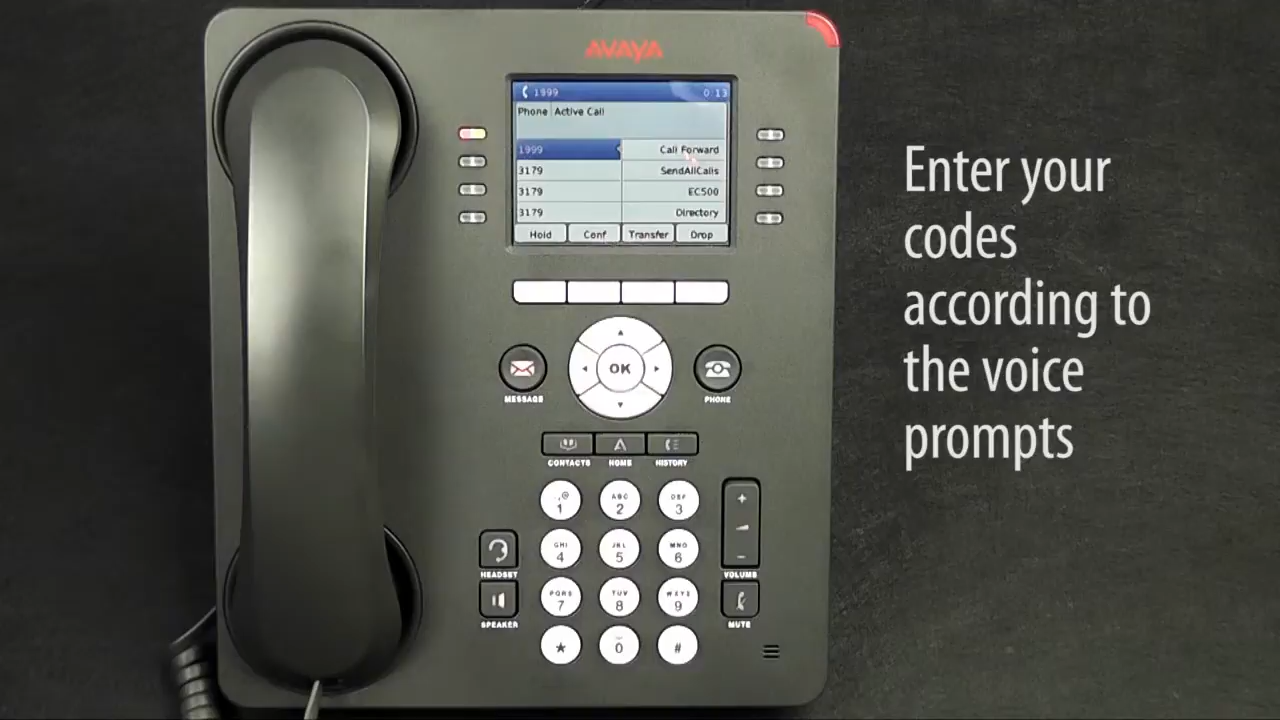 AVAYA
1999 0:13
Phone Active Call
1999 Call Forward
3179 SendAllCalls
3179 EC500
3179 Directory
Hold Conf Transfer Drop
OK
MESSAGE PHONE
CONTACTS HOME HISTORY
.,@ ABC DEF
1 2 3
GHI JKL MNO
4 5 6
HEADSET VOLUME
PQRS TUV WXYZ
7 8 9
SPEAKER MUTE
* 0 #
Enter your
codes
according to
the voice
prompts